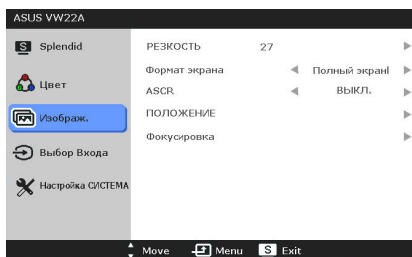 ASUS VW22A
S Splendid
Цвет
Изображ.
Выбор Входа
Настройка СИСТЕМА
РЕЗКОСТЬ 27
Формат экрана Полный экранl
ASCR ВЫКЛ.
ПОЛОЖЕНИЕ
Фокусировка
Move Menu S Exit